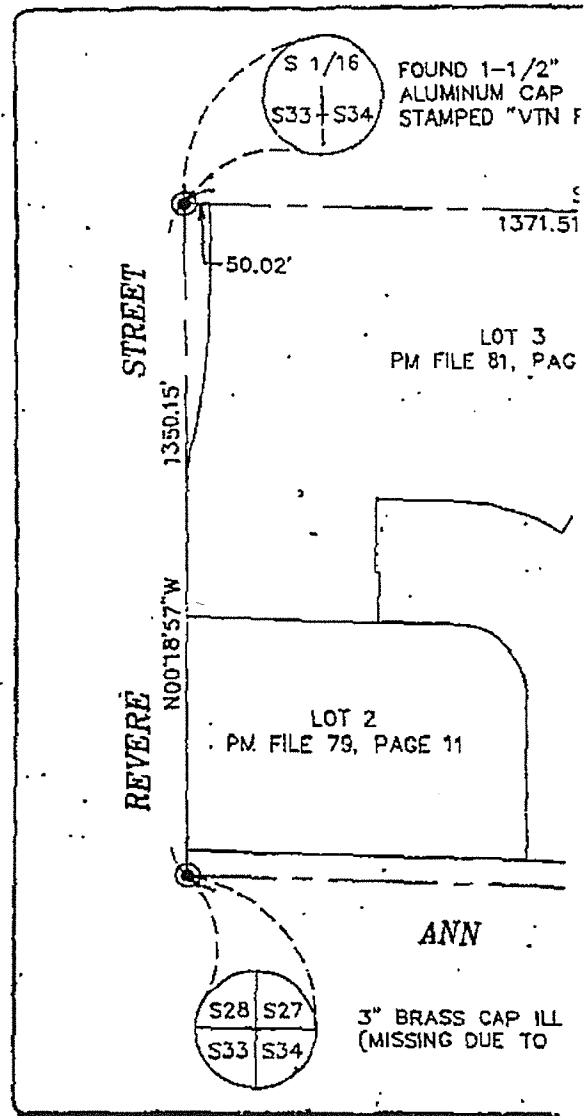 S 1/16
S33 S34
FOUND 1-1/2"
ALUMINUM CAP
STAMPED "VTN
1371.51
50.02'
STREET
LOT 3
PM FILE 81, PAG
1350.15'
N00°18'57"W
REVERE
LOT 2
PM FILE 79, PAGE 11
ANN
S28 S27
S33 S34
3" BRASS CAP ILL
(MISSING DUE TO